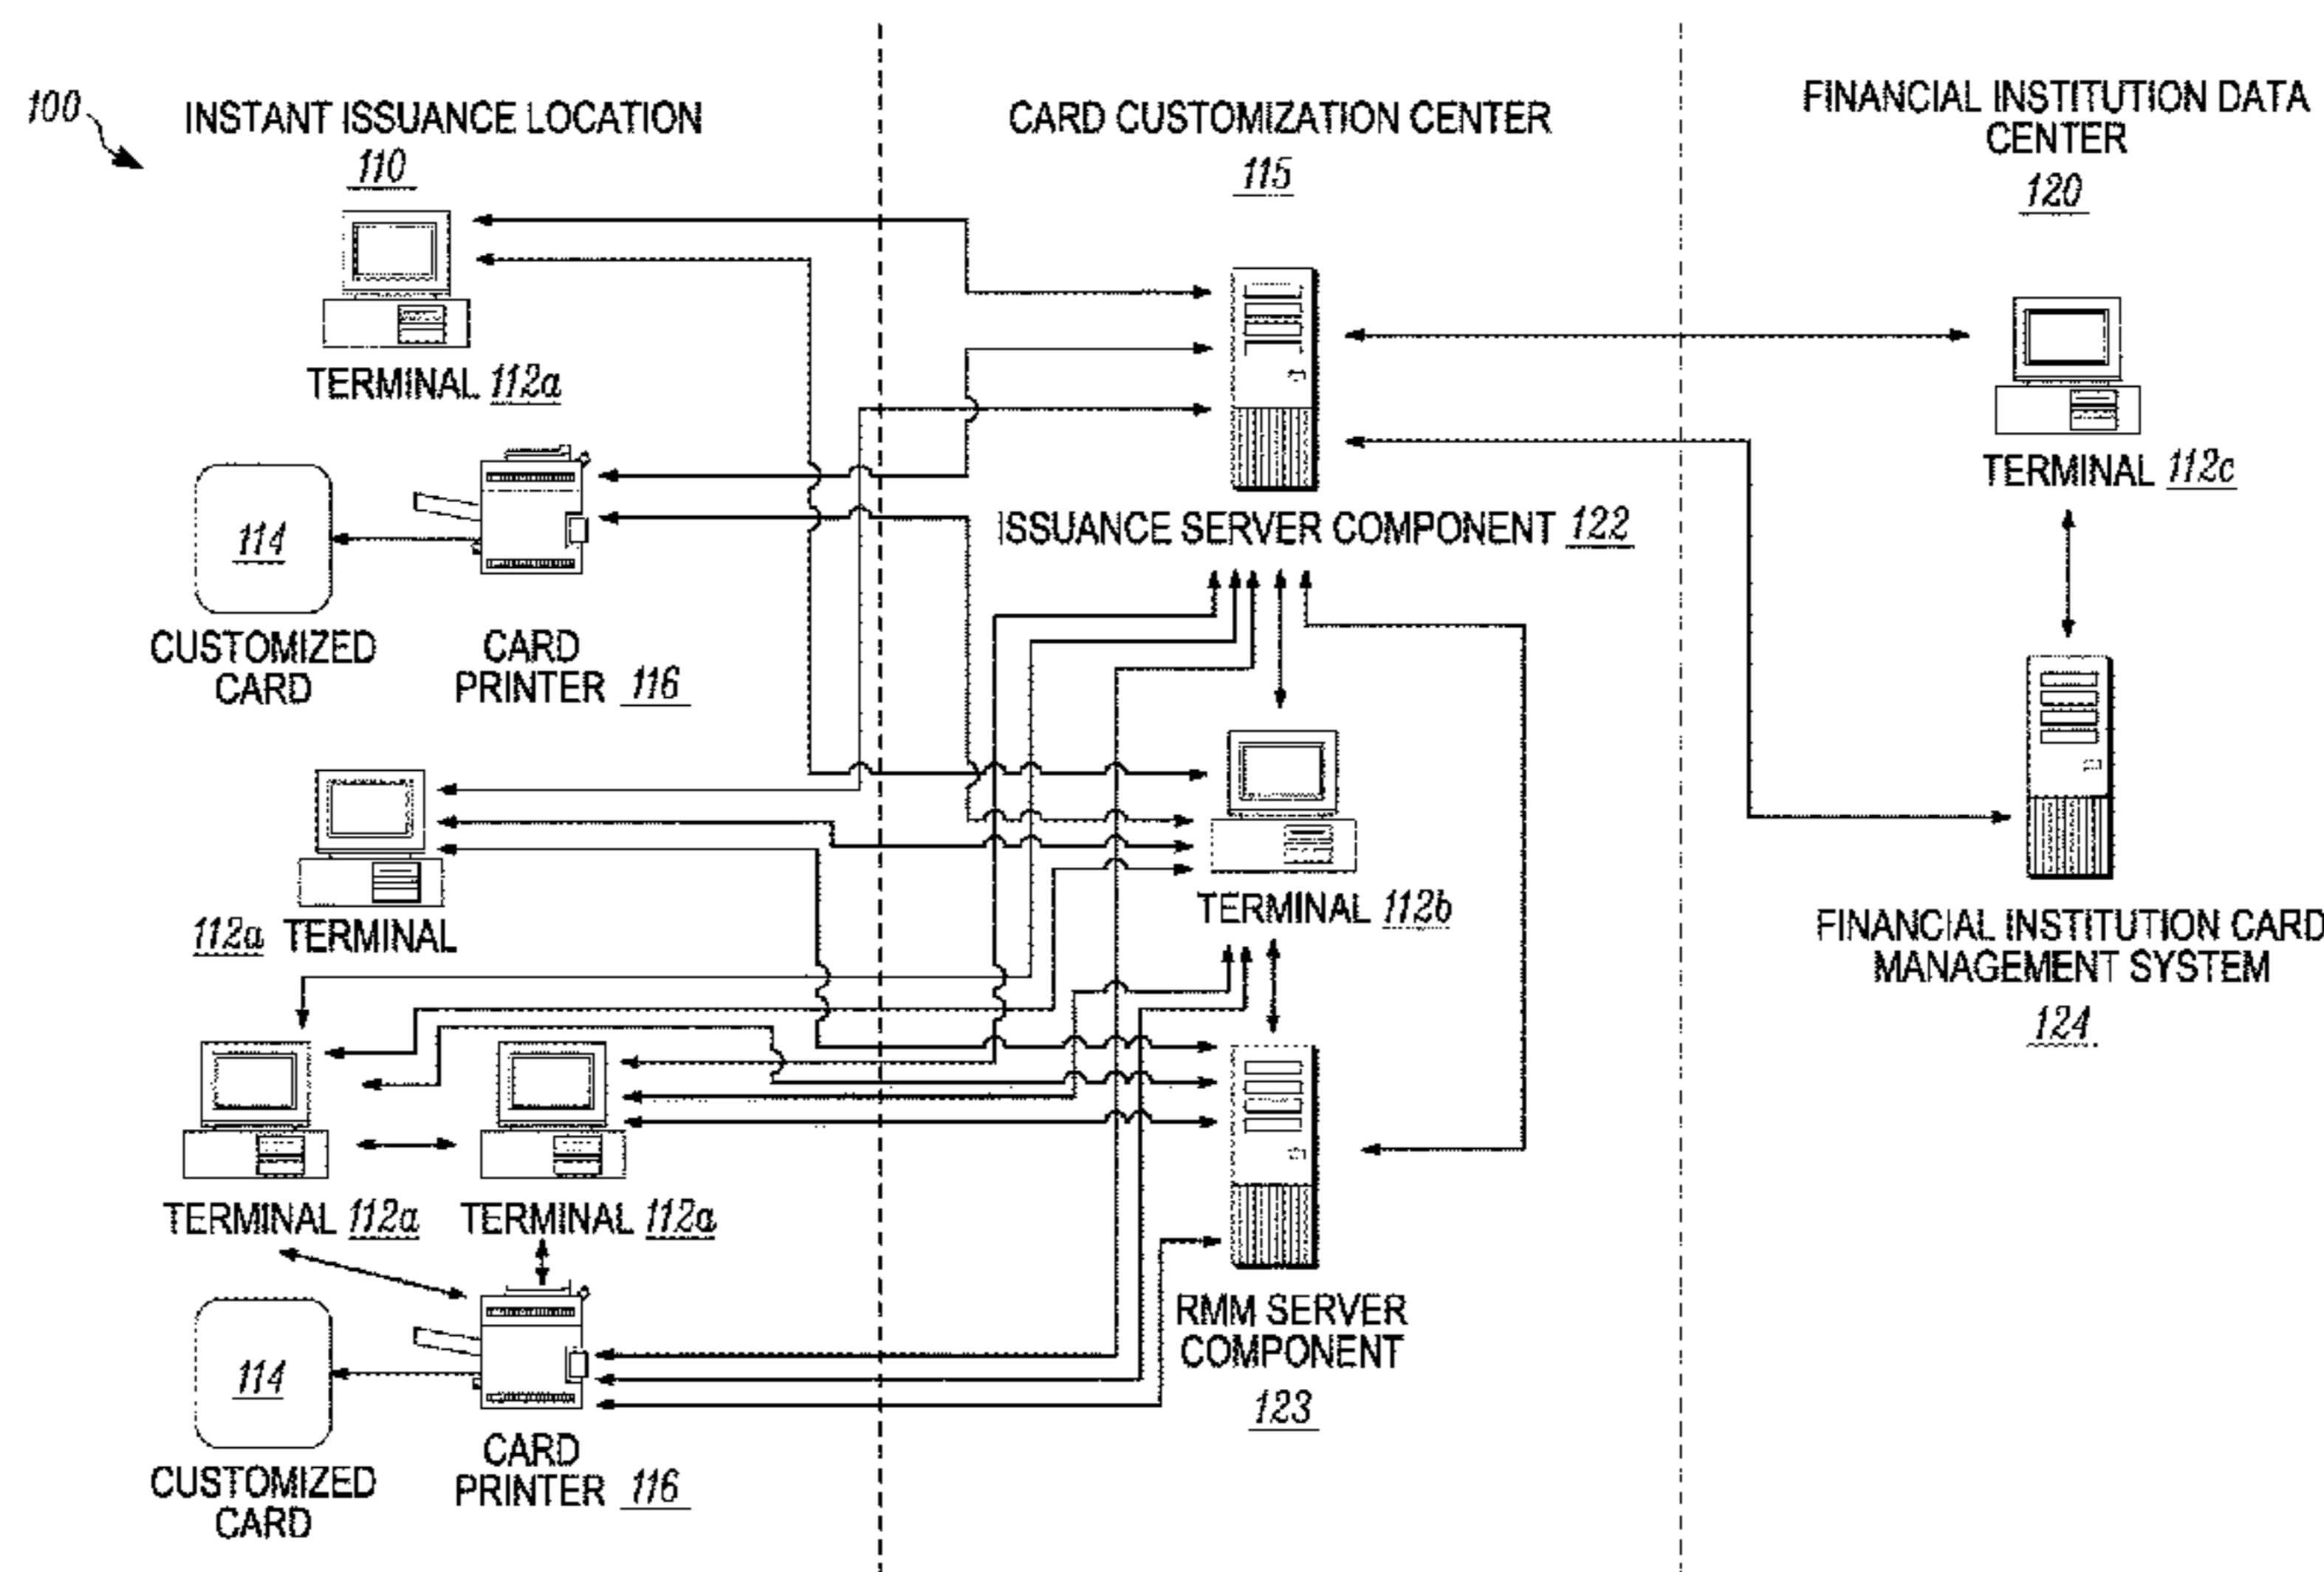 100
INSTANT ISSUANCE LOCATION
110
CARD CUSTOMIZATION CENTER
115
FINANCIAL INSTITUTION DATA
CENTER
120
TERMINAL 112a
TERMINAL 112c
114
CUSTOMIZED
CARD
CARD
PRINTER 116
ISSUANCE SERVER COMPONENT 122
112a TERMINAL
TERMINAL 112b
FINANCIAL INSTITUTION CARD
MANAGEMENT SYSTEM
124
TERMINAL 112a
TERMINAL 112a
114
CUSTOMIZED
CARD
CARD
PRINTER 116
RMM SERVER
COMPONENT
123